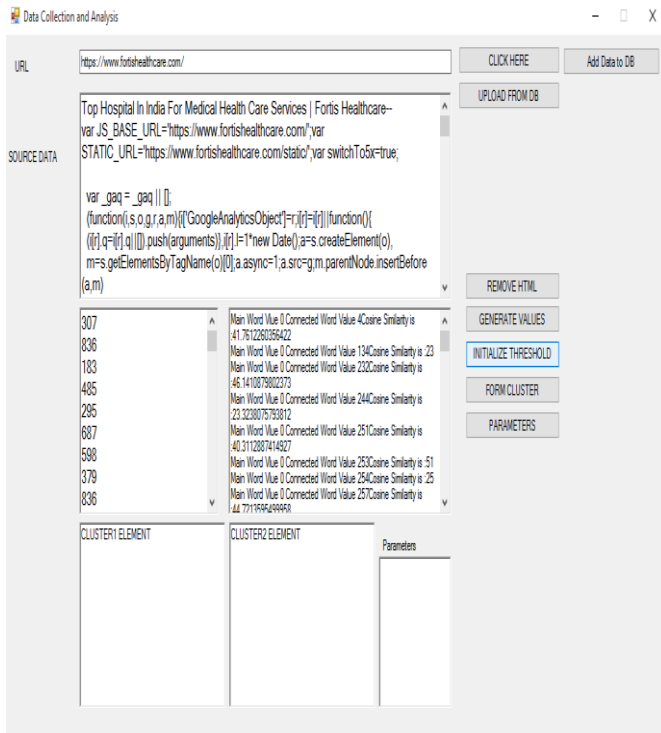 Data Collection and Analysis
URL
https://www.fortishealthcare.com/
CLICK HERE
Add Data to DB
UPLOAD FROM DB
SOURCE DATA
Top Hospital In India For Medical Health Care Services | Fortis Healthcare--
var JS_BASE_URL='https://www.fortishealthcare.com/';var
STATIC_URL='https://www.fortishealthcare.com/static/';var switchTo5x=true;
var _gaq = _gaq || [];
(function(i,s,o,g,r,a,m){i['GoogleAnalyticsObject']=r;i[r]=i[r]||function(){
(i[r].q=i[r].q||[]).push(arguments)},i[r].l=1*new Date();a=s.createElement(o),
m=s.getElementsByTagName(o)[0];a.async=1;a.src=g;m.parentNode.insertBefore
(a,m)
REMOVE HTML
GENERATE VALUES
INITIALIZE THRESHOLD
FORM CLUSTER
PARAMETERS
307
836
183
485
295
687
598
379
836
Main Word Vlue 0 Connected Word Value 4Cosine Similarity is
:41.7612260356422
Main Word Vlue 0 Connected Word Value 134Cosine Similarity is :23
Main Word Vlue 0 Connected Word Value 232Cosine Similarity is
:46.1410879802373
Main Word Vlue 0 Connected Word Value 244Cosine Similarity is
:23.3238075793812
Main Word Vlue 0 Connected Word Value 251Cosine Similarity is
:40.3112887414927
Main Word Vlue 0 Connected Word Value 253Cosine Similarity is :51
Main Word Vlue 0 Connected Word Value 254Cosine Similarity is :25
Main Word Vlue 0 Connected Word Value 257Cosine Similarity is
:44.7213595499958
CLUSTER1 ELEMENT
CLUSTER2 ELEMENT
Parameters